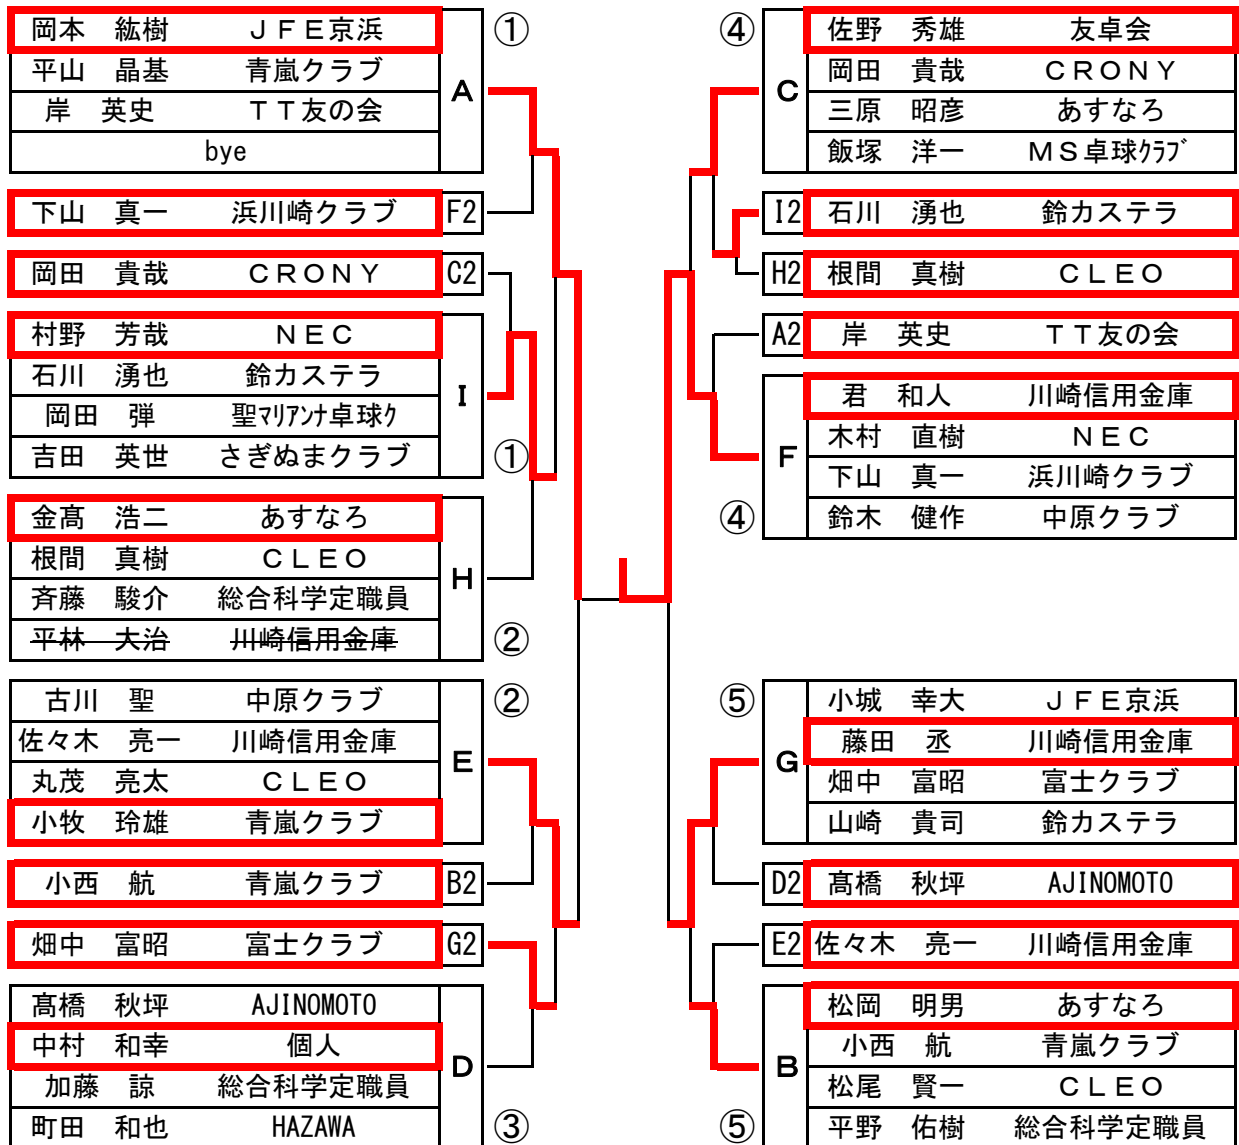 岡本　紘樹　ＪＦＥ京浜　①
平山　晶基　青嵐クラブ
A
岸　英史　ＴＴ友の会
bye
下山　真一　浜川崎クラブ　F2
岡田　貴哉　ＣＲＯＮＹ　C2
村野　芳哉　ＮＥＣ
石川　湧也　鈴カステラ
I
岡田　弾　聖マリアンナ卓球ク
吉田　英世　さぎぬまクラブ　①
金髙　浩二　あすなろ
根間　真樹　ＣＬＥＯ
H
斉藤　駿介　総合科学定職員
平林　大治　川崎信用金庫　②
古川　聖　中原クラブ　②
佐々木　亮一　川崎信用金庫
E
丸茂　亮太　ＣＬＥＯ
小牧　玲雄　青嵐クラブ
小西　航　青嵐クラブ　B2
畑中　富昭　富士クラブ　G2
髙橋　秋坪　AJINOMOTO
中村　和幸　個人
D
加藤　諒　総合科学定職員
町田　和也　HAZAWA　③
④　佐野　秀雄　友卓会
岡田　貴哉　ＣＲＯＮＹ
C
三原　昭彦　あすなろ
飯塚　洋一　ＭＳ卓球ｸﾗﾌﾞ
I2　石川　湧也　鈴カステラ
H2　根間　真樹　ＣＬＥＯ
A2　岸　英史　ＴＴ友の会
君　和人　川崎信用金庫
木村　直樹　ＮＥＣ
F
下山　真一　浜川崎クラブ
④　鈴木　健作　中原クラブ
⑤　小城　幸大　ＪＦＥ京浜
藤田　丞　川崎信用金庫
G
畑中　富昭　富士クラブ
山崎　貴司　鈴カステラ
D2　髙橋　秋坪　AJINOMOTO
E2　佐々木　亮一　川崎信用金庫
松岡　明男　あすなろ
小西　航　青嵐クラブ
B
松尾　賢一　ＣＬＥＯ
⑤　平野　佑樹　総合科学定職員